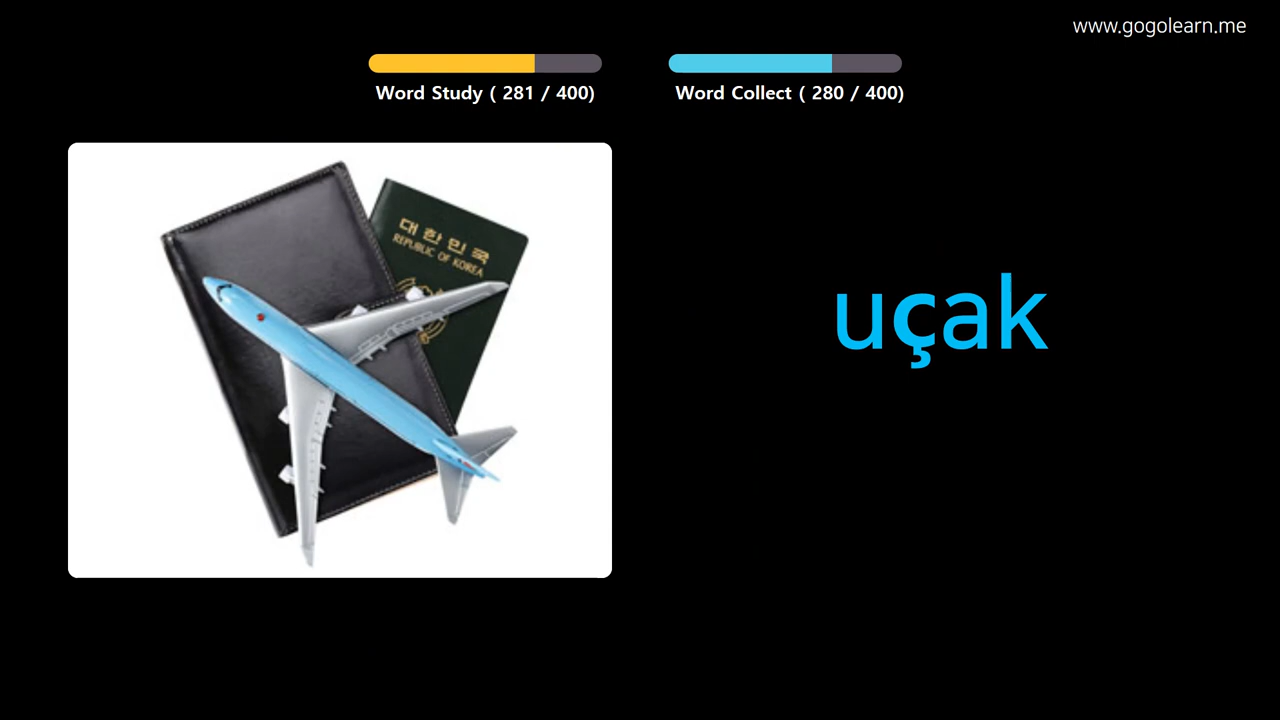 www.gogolearn.me
Word Study ( 281 / 400)
Word Collect ( 280 / 400)
대한민국
REPUBLIC OF KOREA
uçak